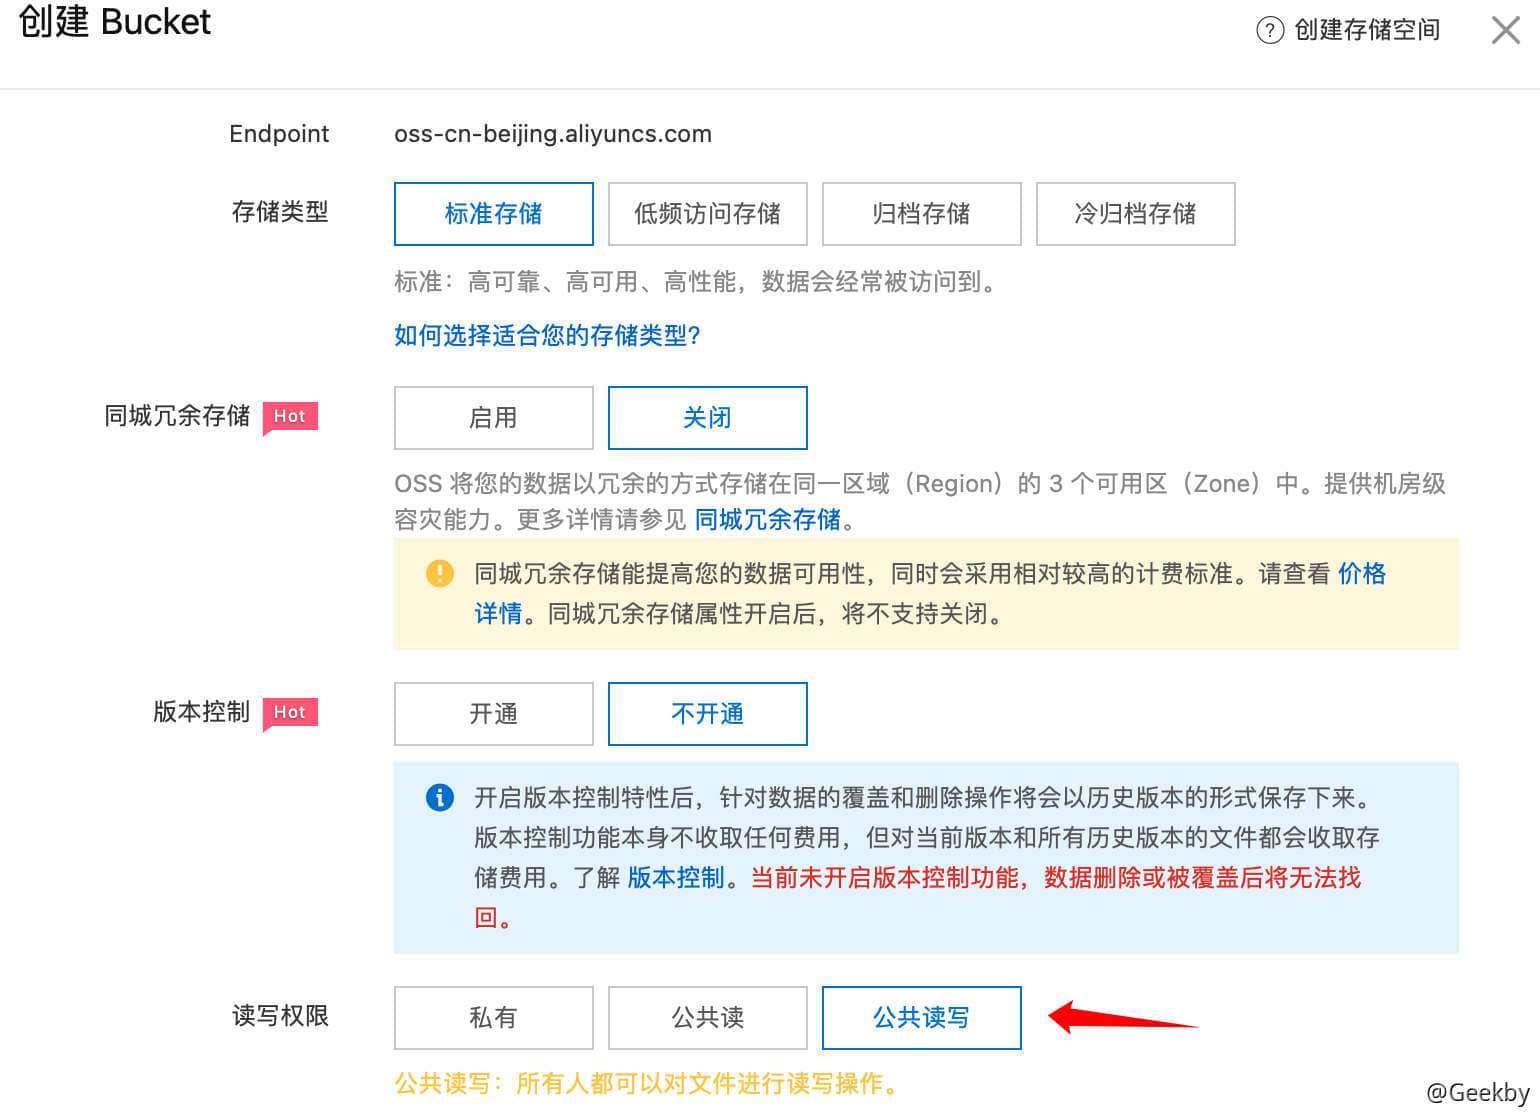 创建 Bucket
? 创建存储空间
Endpoint
oss-cn-beijing.aliyuncs.com
存储类型
标准存储
低频访问存储
归档存储
冷归档存储
标准：高可靠、高可用、高性能，数据会经常被访问到。
如何选择适合您的存储类型?
同城冗余存储
Hot
启用
关闭
OSS 将您的数据以冗余的方式存储在同一区域（Region）的 3 个可用区（Zone）中。提供机房级
容灾能力。更多详情请参见 同城冗余存储。
同城冗余存储能提高您的数据可用性，同时会采用相对较高的计费标准。请查看 价格
详情。同城冗余存储属性开启后，将不支持关闭。
版本控制
Hot
开通
不开通
开启版本控制特性后，针对数据的覆盖和删除操作将会以历史版本的形式保存下来。
版本控制功能本身不收取任何费用，但对当前版本和所有历史版本的文件都会收取存
储费用。了解 版本控制。当前未开启版本控制功能，数据删除或被覆盖后将无法找
回。
读写权限
私有
公共读
公共读写
公共读写：所有人都可以对文件进行读写操作。
@Geekby